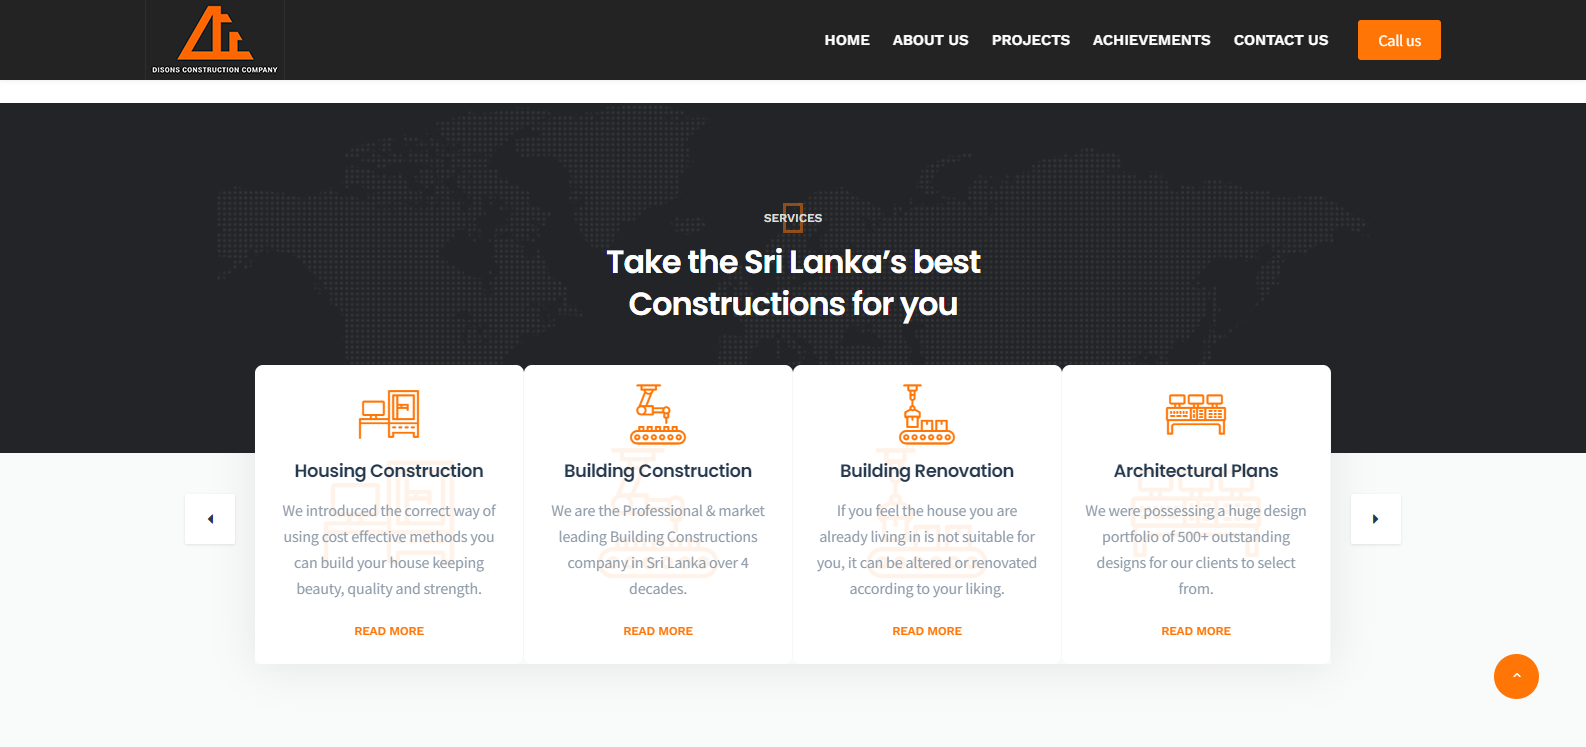 DISONS CONSTRUCTION COMPANY
HOME ABOUT US PROJECTS ACHIEVEMENTS CONTACT US Call us
SERVICES
Take the Sri Lanka’s best
Constructions for you
Housing Construction
We introduced the correct way of
using cost effective methods you
can build your house keeping
beauty, quality and strength.
READ MORE
Building Construction
We are the Professional & market
leading Building Constructions
company in Sri Lanka over 4
decades.
READ MORE
Building Renovation
If you feel the house you are
already living in is not suitable for
you, it can be altered or renovated
according to your liking.
READ MORE
Architectural Plans
We were possessing a huge design
portfolio of 500+ outstanding
designs for our clients to select
from.
READ MORE